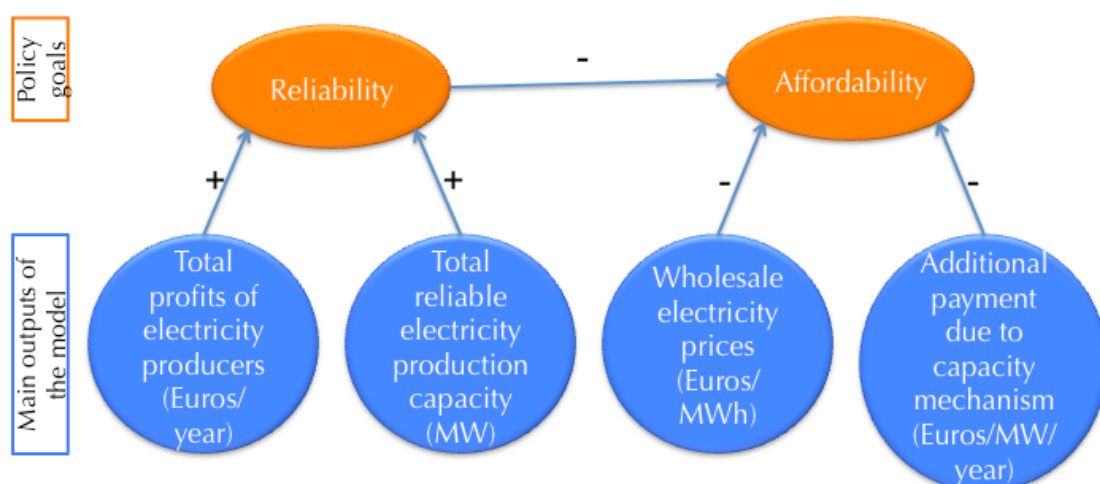 Policy
goals
Reliability
-
Affordability
+
+
-
-
Main outputs of
the model
Total
profits of
electricity
producers
(Euros/
year)
Total
reliable
electricity
production
capacity
(MW)
Wholesale
electricity
prices
(Euros/
MWh)
Additional
payment
due to
capacity
mechanism
(Euros/MW/
year)